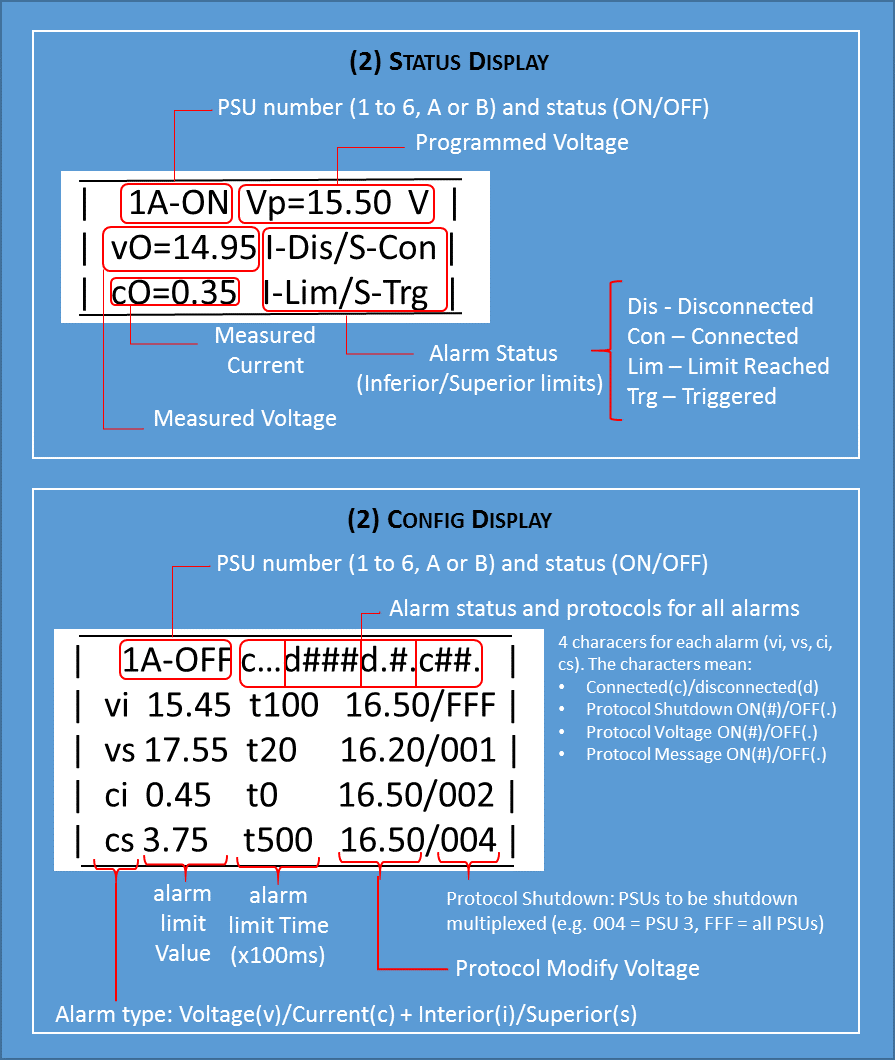 (2) STATUS DISPLAY
PSU number (1 to 6, A or B) and status (ON/OFF)
Programmed Voltage
| 1A-ON Vp=15.50 V |
| vO=14.95 I-Dis/S-Con |
| cO=0.35 I-Lim/S-Trg |
Measured
Current
Alarm Status
(Inferior/Superior limits)
Measured Voltage
Dis - Disconnected
Con – Connected
Lim – Limit Reached
Trg – Triggered
(2) CONFIG DISPLAY
PSU number (1 to 6, A or B) and status (ON/OFF)
Alarm status and protocols for all alarms
| 1A-OFF c...d###d.#.c##. |
| vi 15.45 t100 16.50/FFF |
| vs 17.55 t20 16.20/001 |
| ci 0.45 t0 16.50/002 |
| cs 3.75 t500 16.50/004 |
4 characers for each alarm (vi, vs, ci,
cs). The characters mean:
• Connected(c)/disconnected(d)
• Protocol Shutdown ON(#)/OFF(.)
• Protocol Voltage ON(#)/OFF(.)
• Protocol Message ON(#)/OFF(.)
alarm
limit
Value
alarm
limit Time
(x100ms)
Protocol Shutdown: PSUs to be shutdown
multiplexed (e.g. 004 = PSU 3, FFF = all PSUs)
Protocol Modify Voltage
Alarm type: Voltage(v)/Current(c) + Interior(i)/Superior(s)